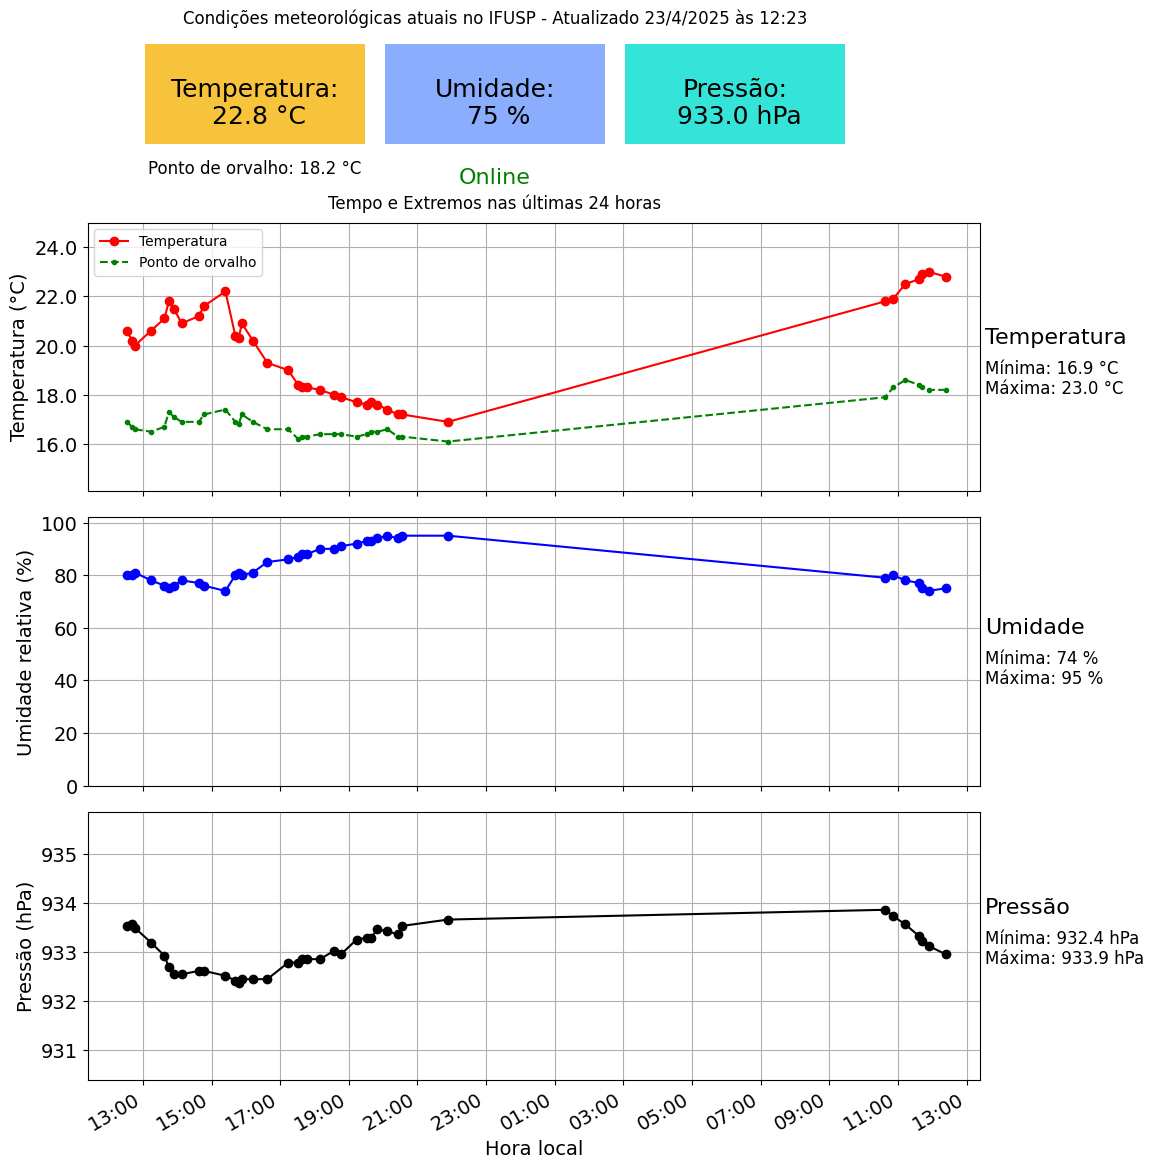 Condições meteorológicas atuais no IFUSP - Atualizado 23/4/2025 às 12:23
Temperatura:
22.8 °C
Umidade:
75 %
Pressão:
933.0 hPa
Ponto de orvalho: 18.2 °C
Online
Tempo e Extremos nas últimas 24 horas
Temperatura
Ponto de orvalho
Temperatura (°C)
24.0
22.0
20.0
18.0
16.0
Temperatura
Mínima: 16.9 °C
Máxima: 23.0 °C
Umidade relativa (%)
100
80
60
40
20
0
Umidade
Mínima: 74 %
Máxima: 95 %
Pressão (hPa)
935
934
933
932
931
Pressão
Mínima: 932.4 hPa
Máxima: 933.9 hPa
13:00 15:00 17:00 19:00 21:00 23:00 01:00 03:00 05:00 07:00 09:00 11:00 13:00
Hora local